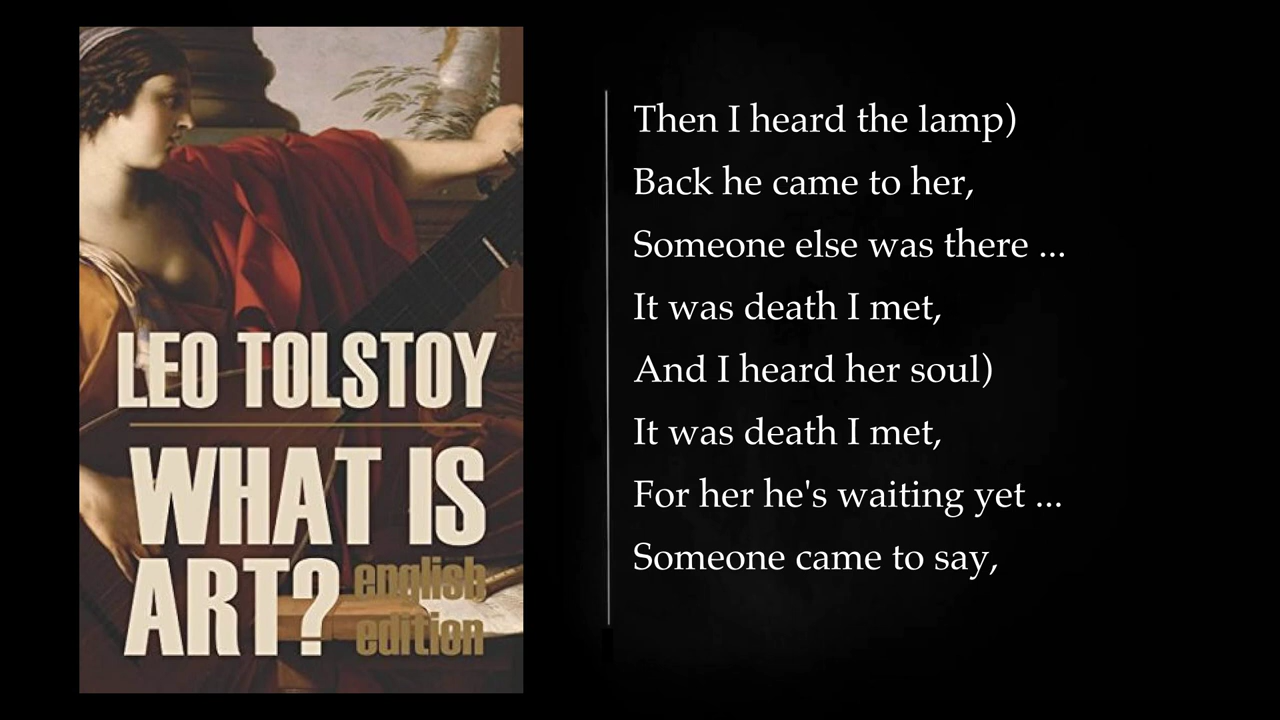 LEO TOLSTOY
WHAT IS
ART?
english
edition
Then I heard the lamp)
Back he came to her,
Someone else was there ...
It was death I met,
And I heard her soul)
It was death I met,
For her he's waiting yet ...
Someone came to say,